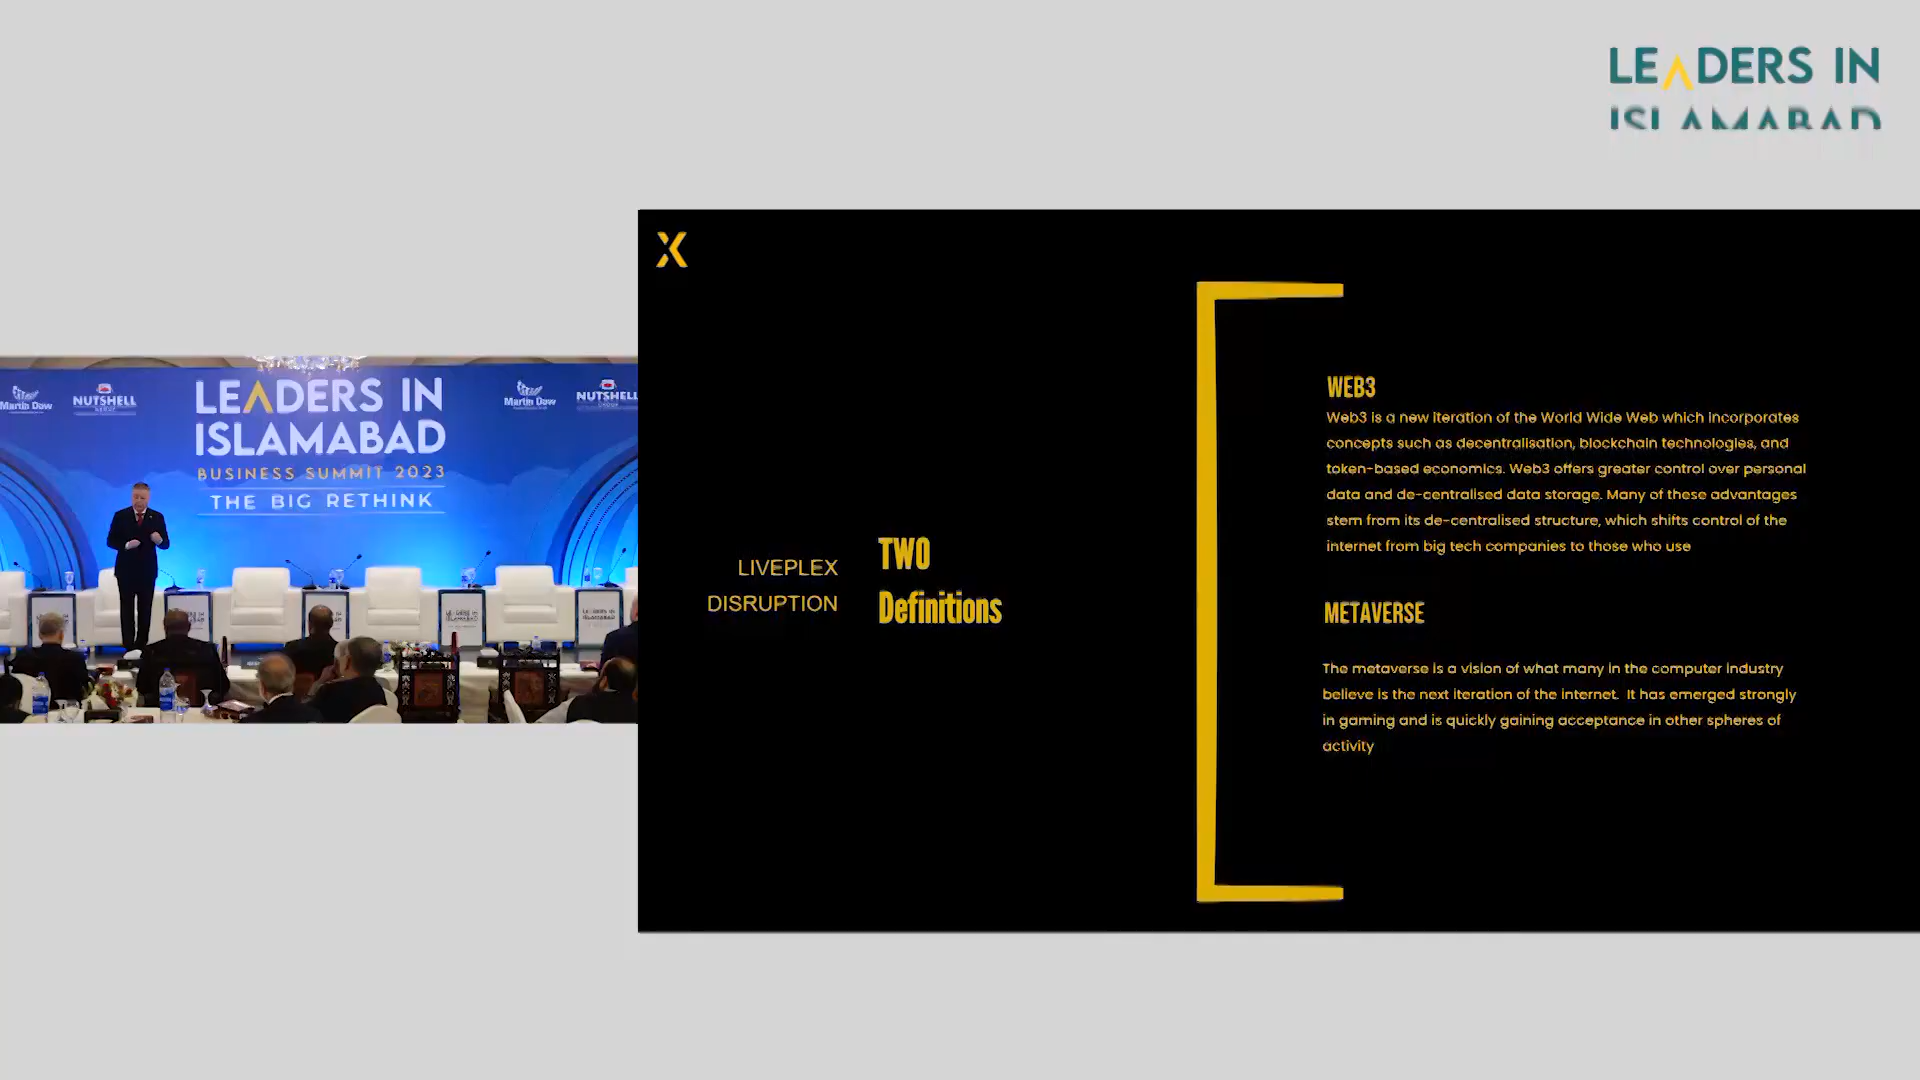 LEADERS IN
ISLAMABAD
Martin Dow
NUTSHELL
GROUP
LEADERS IN
ISLAMABAD
BUSINESS SUMMIT 2023
THE BIG RETHINK
Martin Dow
NUTSHELL
X
LIVEPLEX
DISRUPTION
TWO
Definitions
WEB3
Web3 is a new iteration of the World Wide Web which incorporates
concepts such as decentralisation, blockchain technologies, and
token-based economics. Web3 offers greater control over personal
data and de-centralised data storage. Many of these advantages
stem from its de-centralised structure, which shifts control of the
internet from big tech companies to those who use
METAVERSE
The metaverse is a vision of what many in the computer industry
believe is the next iteration of the internet. It has emerged strongly
in gaming and is quickly gaining acceptance in other spheres of
activity